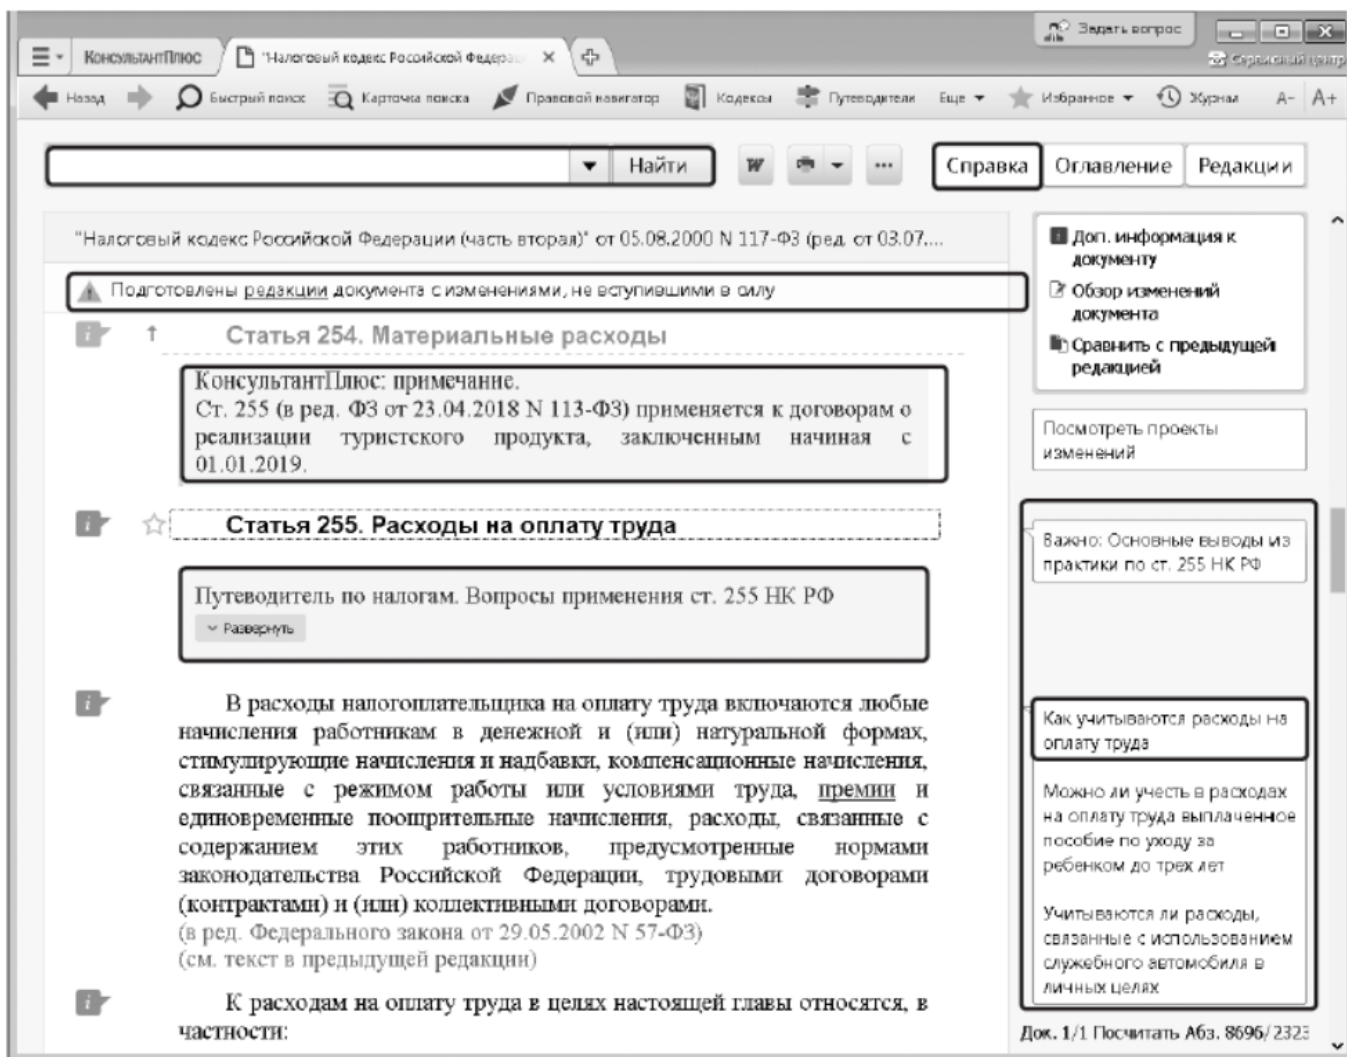 Задать вопрос
КонсультантПлюс "Налоговый кодекс Российской Федерац
Сервисный центр
Назад Быстрый поиск Карточка поиска Правовой навигатор Кодексы Путеводители Еще Избранное Журнал A- A+
Найти W ... Справка Оглавление Редакции
"Налоговый кодекс Российской Федерации (часть вторая)" от 05.08.2000 N 117-ФЗ (ред. от 03.07....
Подготовлены редакции документа с изменениями, не вступившими в силу
Статья 254. Материальные расходы
КонсультантПлюс: примечание.
Ст. 255 (в ред. ФЗ от 23.04.2018 N 113-ФЗ) применяется к договорам о
реализации туристского продукта, заключенным начиная с
01.01.2019.
Статья 255. Расходы на оплату труда
Путеводитель по налогам. Вопросы применения ст. 255 НК РФ
Развернуть
В расходы налогоплательщика на оплату труда включаются любые
начисления работникам в денежной и (или) натуральной формах,
стимулирующие начисления и надбавки, компенсационные начисления,
связанные с режимом работы или условиями труда, премии и
единовременные поощрительные начисления, расходы, связанные с
содержанием этих работников, предусмотренные нормами
законодательства Российской Федерации, трудовыми договорами
(контрактами) и (или) коллективными договорами.
(в ред. Федерального закона от 29.05.2002 N 57-ФЗ)
(см. текст в предыдущей редакции)
К расходам на оплату труда в целях настоящей главы относятся, в
частности:
Доп. информация к
документу
Обзор изменений
документа
Сравнить с предыдущей
редакцией
Посмотреть проекты
изменений
Важно: Основные выводы из
практики по ст. 255 НК РФ
Как учитываются расходы на
оплату труда
Можно ли учесть в расходах
на оплату труда выплаченное
пособие по уходу за
ребенком до трех лет
Учитываются ли расходы,
связанные с использованием
служебного автомобиля в
личных целях
Док. 1/1 Посчитать Абз. 8696/2323